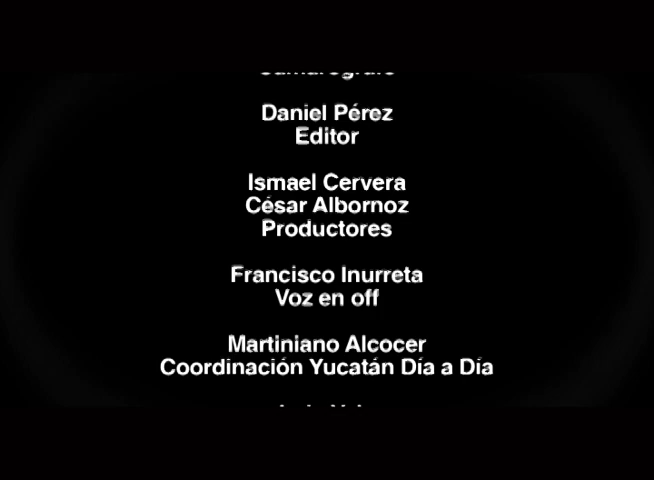 Daniel Pérez
Editor
Ismael Cervera
César Albornoz
Productores
Francisco Inurreta
Voz en off
Martiniano Alcocer
Coordinación Yucatán Día a Día